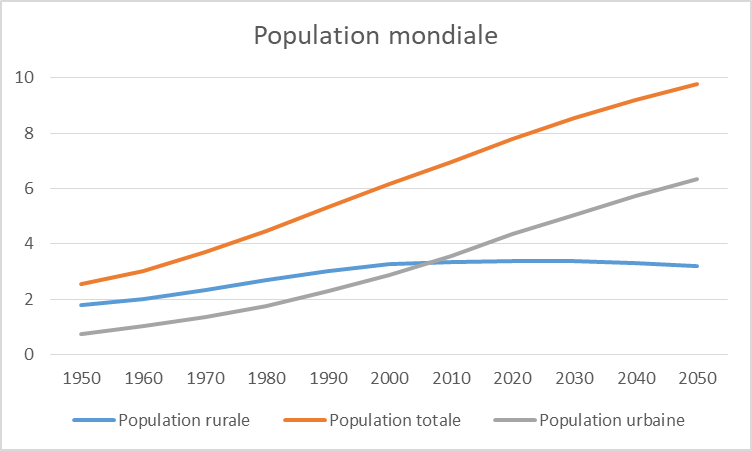 Population mondiale
10
8
6
4
2
0
1950 1960 1970 1980 1990 2000 2010 2020 2030 2040 2050
Population rurale Population totale Population urbaine